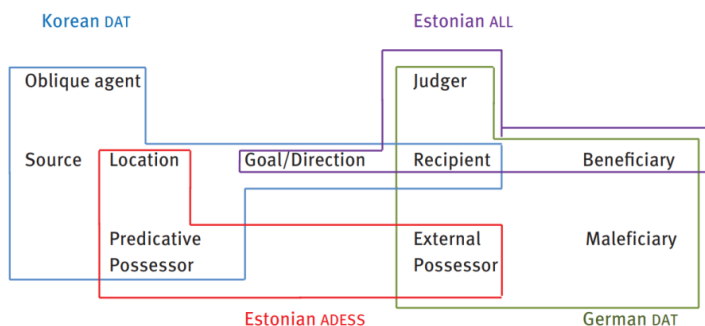 Korean DAT Estonian ALL
Oblique agent Judger
Source Location Goal/Direction Recipient Beneficiary
Predicative Possessor External Possessor Maleficiary
Estonian ADESS German DAT